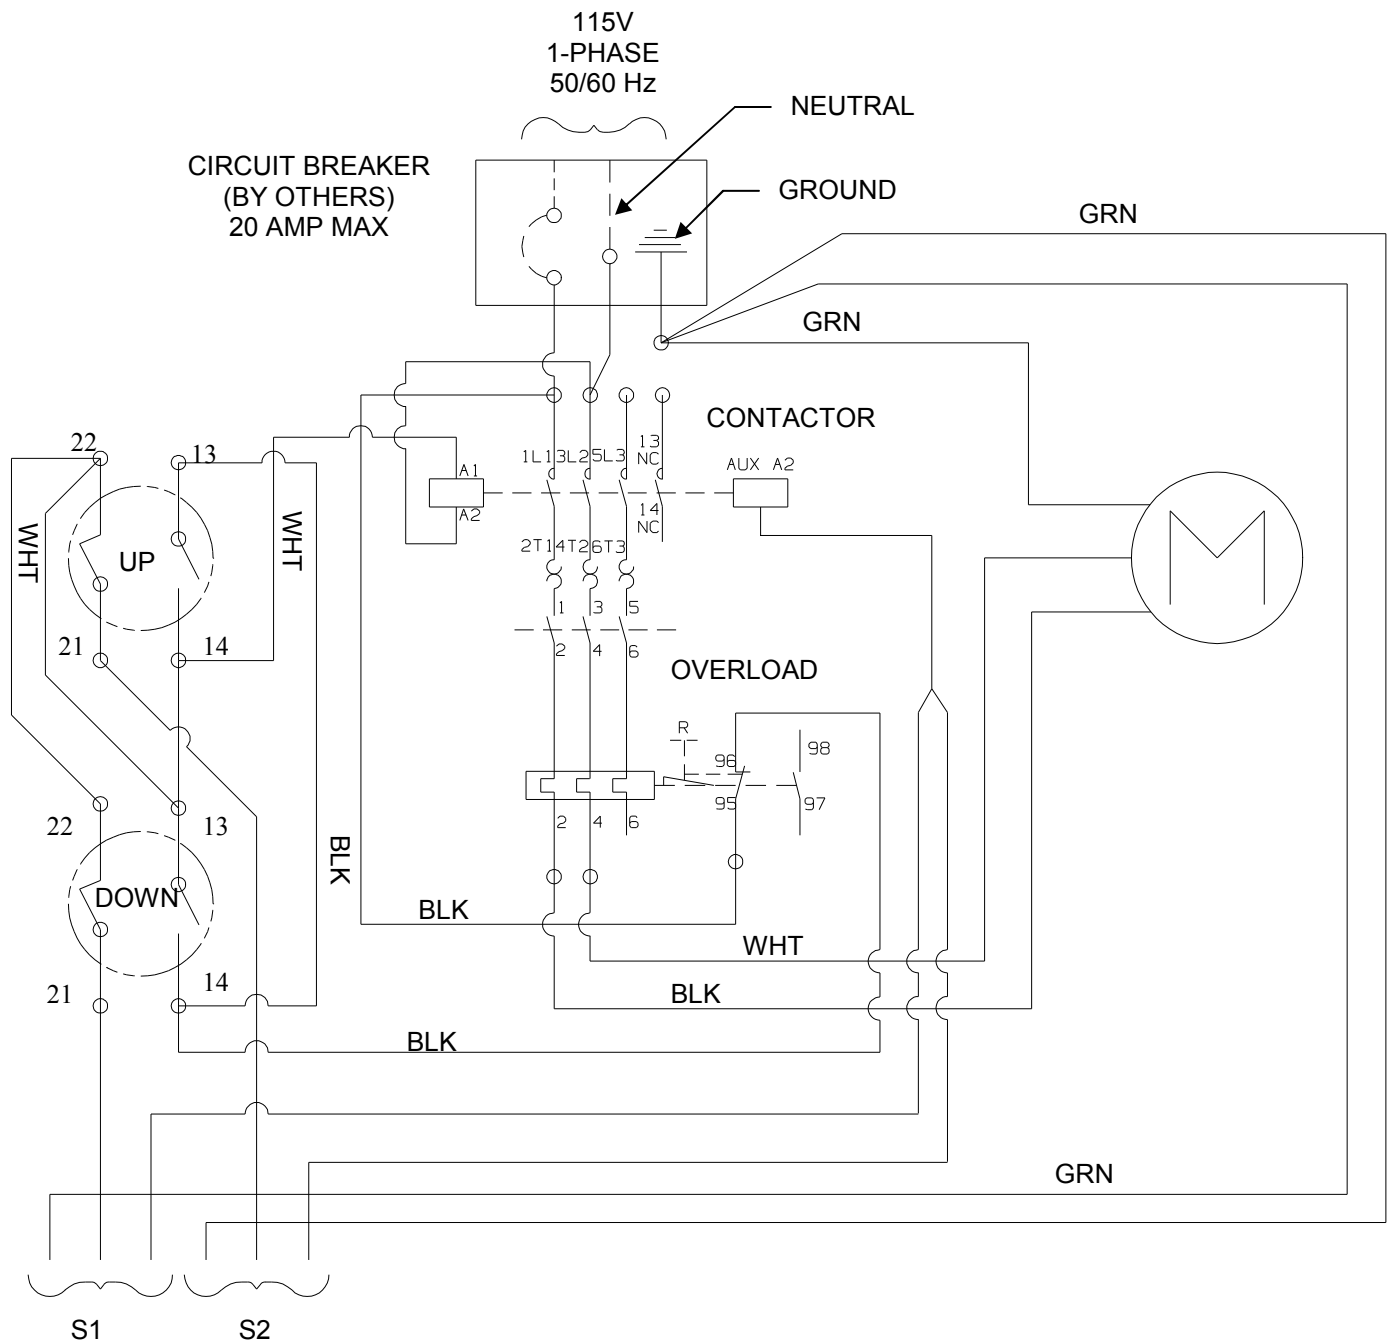 115V
1-PHASE
50/60 Hz
NEUTRAL
CIRCUIT BREAKER
(BY OTHERS)
20 AMP MAX
GROUND
GRN
GRN
CONTACTOR
22
13
13
NC
1L1 3L2 5L3
AUX A2
A1
A2
14
NC
WHT
WHT
UP
2T1 4T2 6T3
1 3 5
2 4 6
21
14
OVERLOAD
R
98
96
95
97
22
13
2 4 6
BLK
DOWN
BLK
WHT
21
14
BLK
BLK
GRN
S1
S2